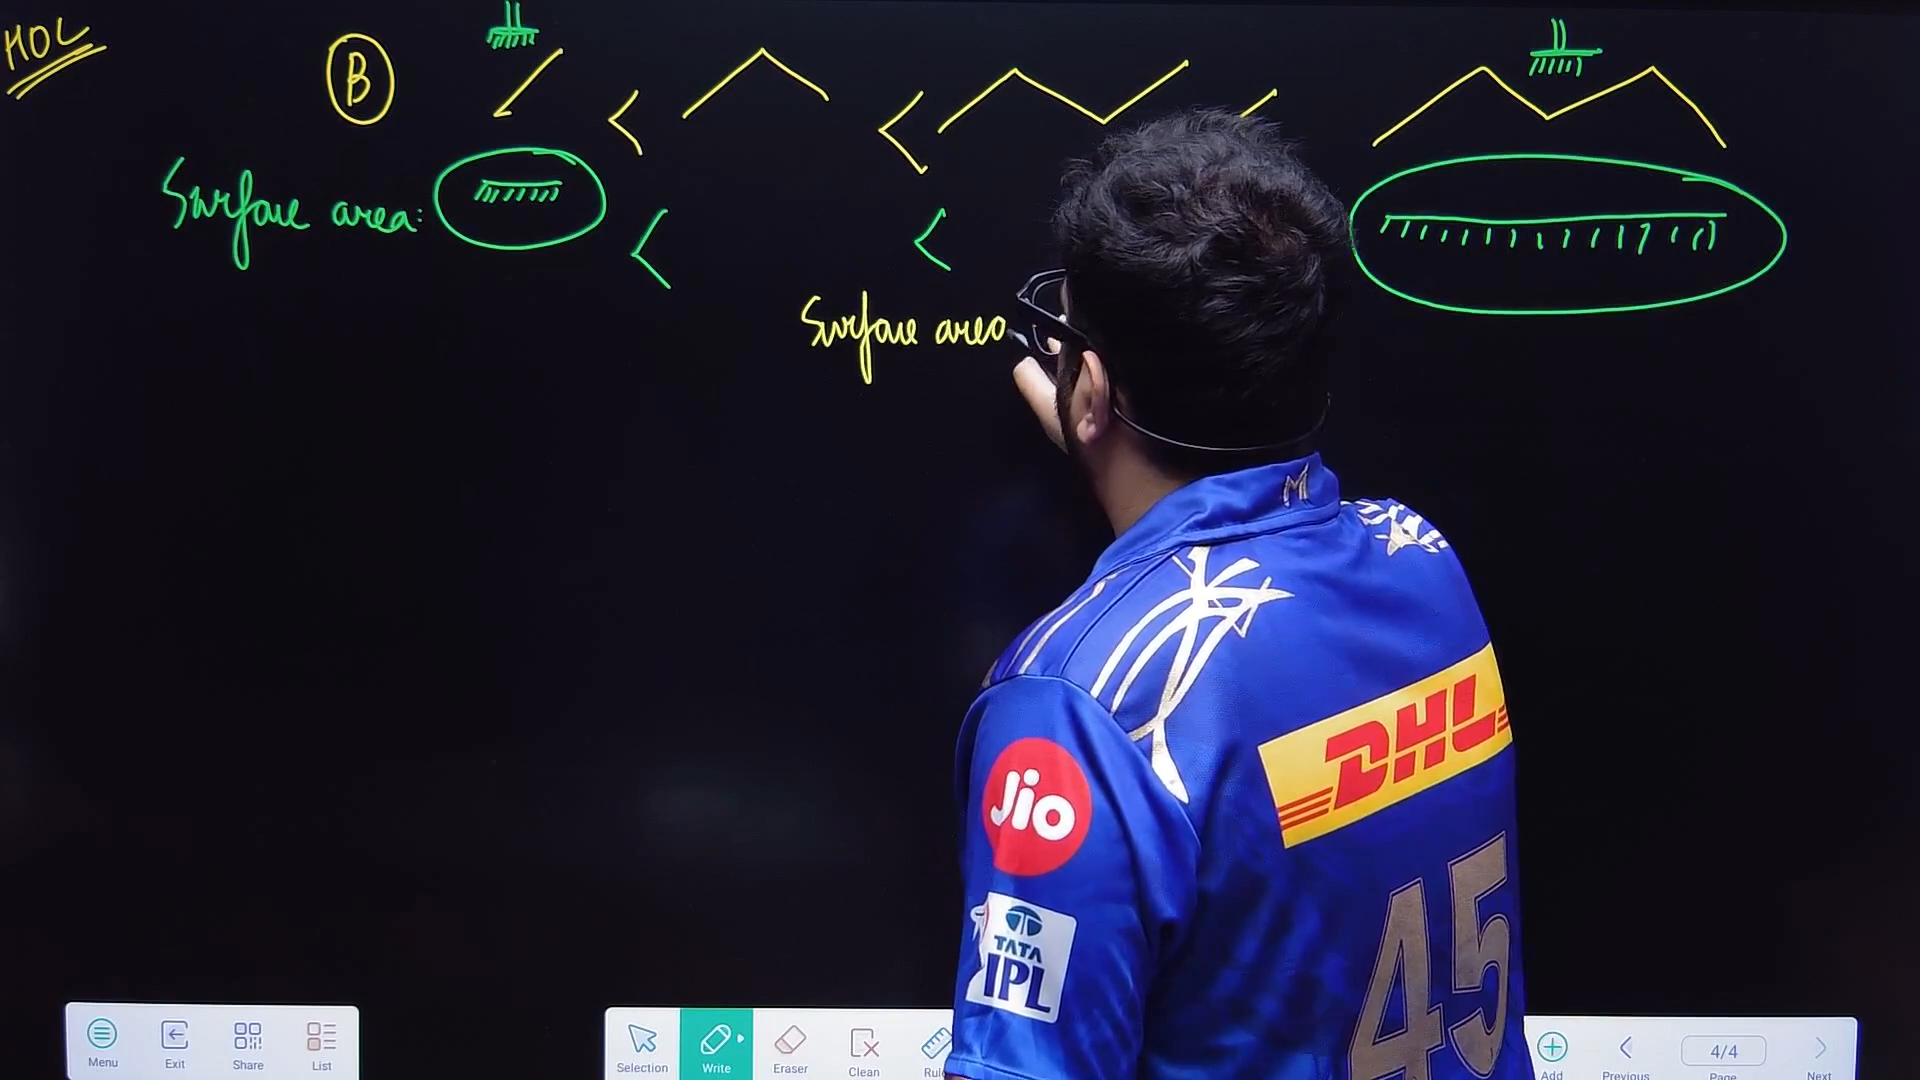 HOC
B < < <
Surface area: < <
Surface area
M
DHL
Jio
TATA
IPL
45
Menu Exit Share List Selection Write Eraser Clean Add Previous 4/4 Page Next